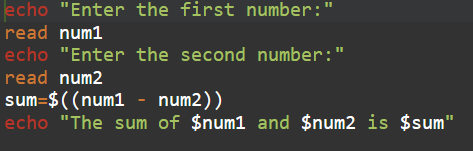 echo "Enter the first number:"
read num1
echo "Enter the second number:"
read num2
sum=$((num1 - num2))
echo "The sum of $num1 and $num2 is $sum"